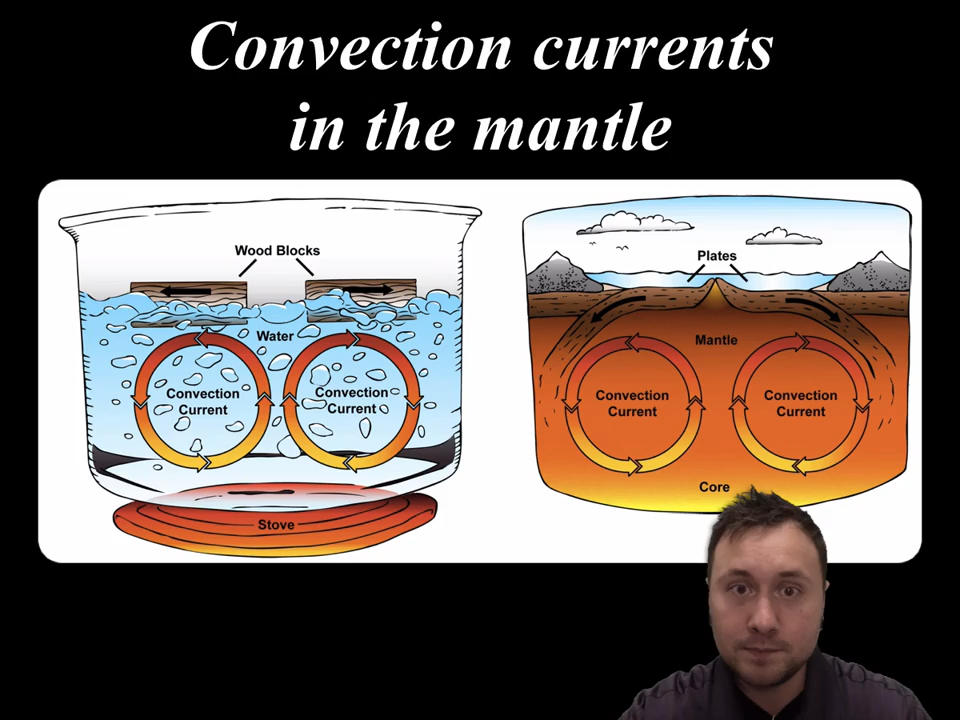 Convection currents
in the mantle
Wood Blocks
Water
Convection
Current
Convection
Current
Stove
Plates
Mantle
Convection
Current
Convection
Current
Core